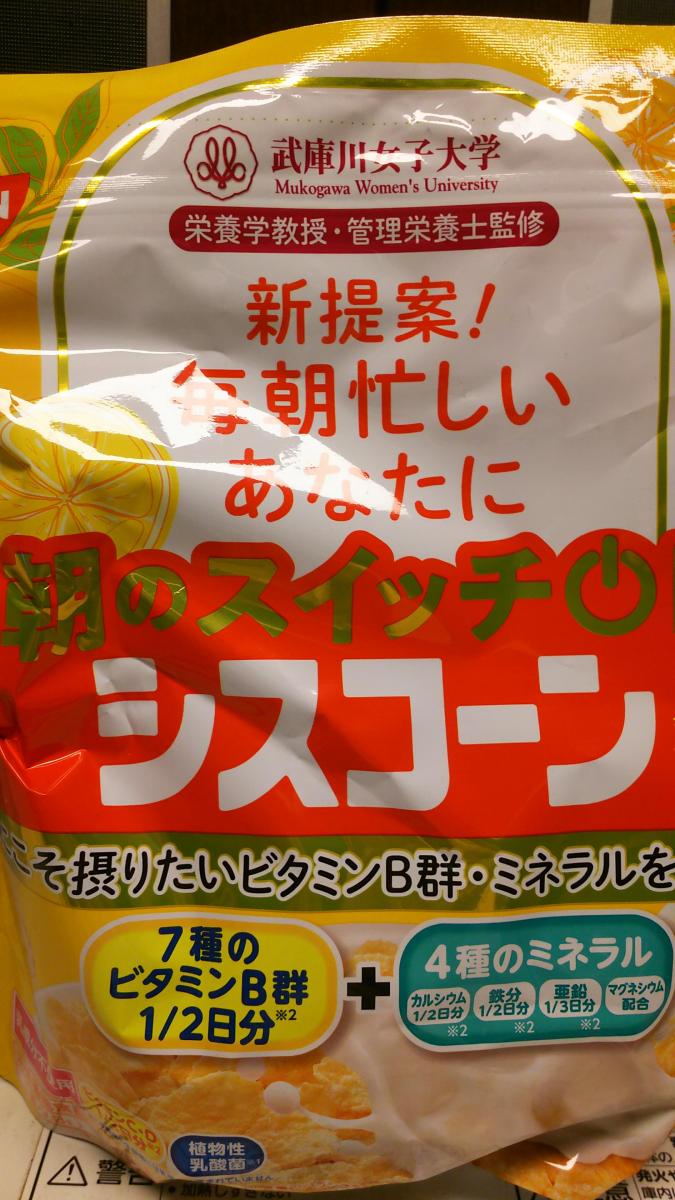 武庫川女子大学
Mukogawa Women's University
栄養学教授・管理栄養士監修
新提案!
毎朝忙しい
あなたに
朝のスイッチ
シスコーン
こそ摂りたいビタミンB群・ミネラルを
7種の
ビタミンB群
1/2日分※2
+
4種のミネラル
カルシウム
1/2日分
※2
鉄分
1/2日分
※2
亜鉛
1/3日分
※2
マグネシウム
配合
植物性
乳酸菌※1
警告